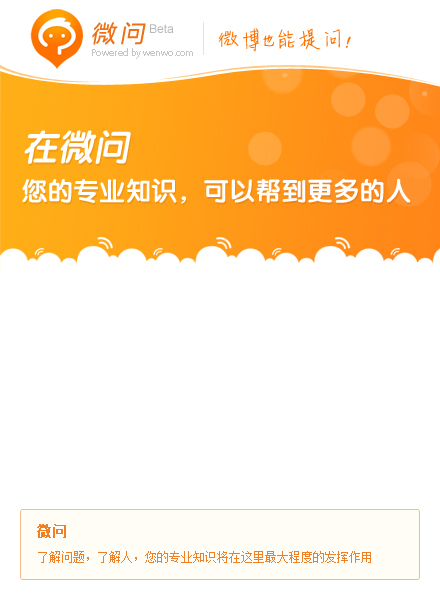 微问 Beta
Powered by wenwo.com
微博也能提问！
在微问
您的专业知识，可以帮到更多的人
微问
了解问题，了解人，您的专业知识将在这里最大程度的发挥作用